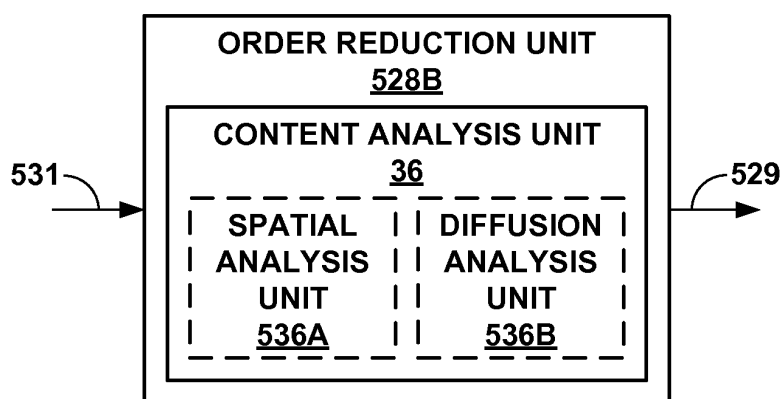 ORDER REDUCTION UNIT
528B
CONTENT ANALYSIS UNIT
36
531
529
SPATIAL
ANALYSIS
UNIT
536A
DIFFUSION
ANALYSIS
UNIT
536B